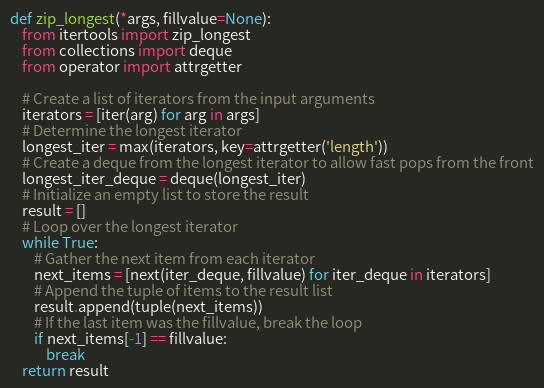 def zip_longest(*args, fillvalue=None):
from itertools import zip_longest
from collections import deque
from operator import attrgetter
# Create a list of iterators from the input arguments
iterators = [iter(arg) for arg in args]
# Determine the longest iterator
longest_iter = max(iterators, key=attrgetter('length'))
# Create a deque from the longest iterator to allow fast pops from the front
longest_iter_deque = deque(longest_iter)
# Initialize an empty list to store the result
result = []
# Loop over the longest iterator
while True:
# Gather the next item from each iterator
next_items = [next(iter_deque, fillvalue) for iter_deque in iterators]
# Append the tuple of items to the result list
result.append(tuple(next_items))
# If the last item was the fillvalue, break the loop
if next_items[-1] == fillvalue:
break
return result